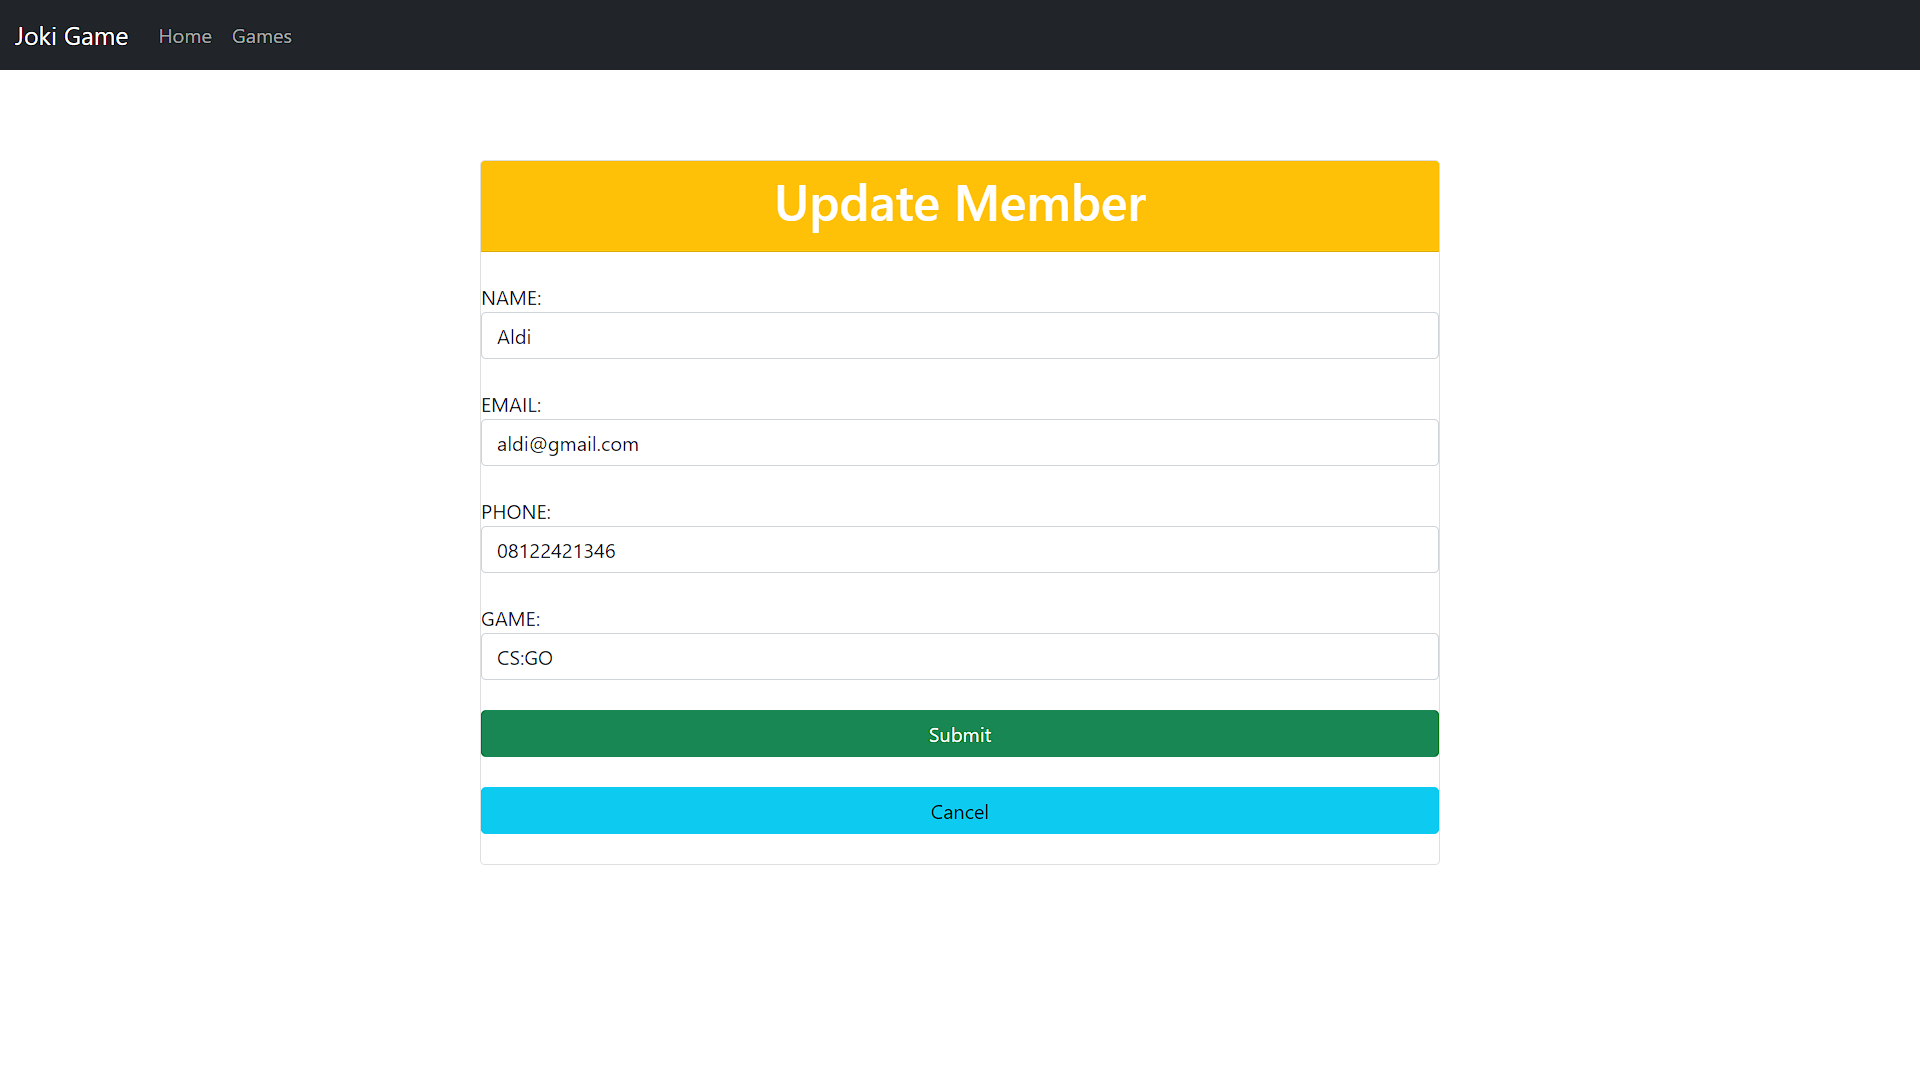 Joki Game Home Games
Update Member
NAME:
Aldi
EMAIL:
aldi@gmail.com
PHONE:
08122421346
GAME:
CS:GO
Submit
Cancel